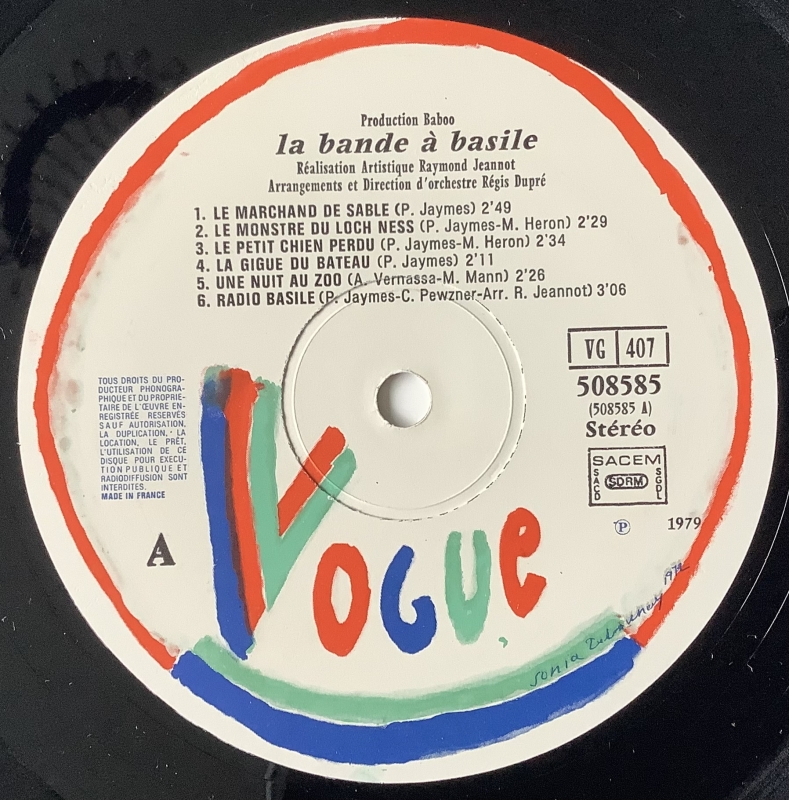 Production Baboo
la bande à basile
Réalisation Artistique Raymond Jeannot
Arrangements et Direction d'orchestre Régis Dupré
1. LE MARCHAND DE SABLE (P. Jaymes) 2'49
2. LE MONSTRE DU LOCH NESS (P. Jaymes-M. Heron) 2'29
3. LE PETIT CHIEN PERDU (P. Jaymes-M. Heron) 2'34
4. LA GIGUE DU BATEAU (P. Jaymes) 2'11
5. UNE NUIT AU ZOO (A. Vernassa-M. Mann) 2'26
6. RADIO BASILE (P. Jaymes-C. Pewzner-Arr. R. Jeannot) 3'06
VG 407
508585
(508585 A)
Stéréo
SACEM
SACD SDRM SGDL
℗ 1979
TOUS DROITS DU PRO-
DUCTEUR PHONOGRA-
PHIQUE ET DU PROPRIE-
TAIRE DE L'ŒUVRE EN-
REGISTRÉE RESERVÉS
SAUF AUTORISATION,
LA DUPLICATION, LA
LOCATION, LE PRÊT,
L'UTILISATION DE CE
DISQUE POUR EXECU-
TION PUBLIQUE ET
RADIODIFFUSION SONT
INTERDITES.
MADE IN FRANCE
A
VOGUE
Sonia Delaunay